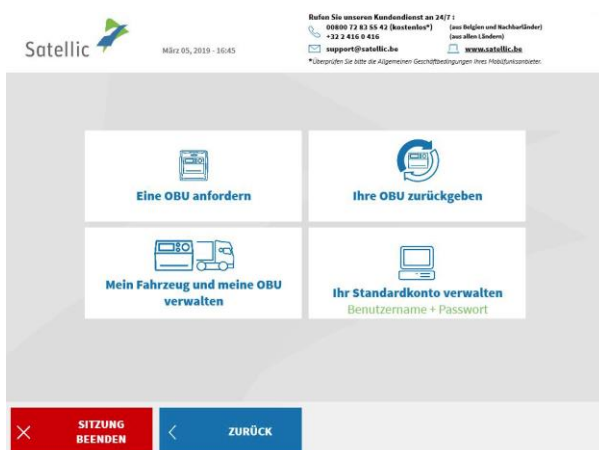 Satellic
März 05, 2019 - 16:45
Rufen Sie unseren Kundendienst an 24/7 :
00800 72 83 55 42 (kostenlos*) (aus Belgien und Nachbarländer)
+32 2 416 0 416 (aus allen Ländern)
support@satellic.be www.satellic.be
*Überprüfen Sie bitte die Allgemeinen Geschäftbedingungen ihres Mobilfunksanbieter.
Eine OBU anfordern
Ihre OBU zurückgeben
Mein Fahrzeug und meine OBU
verwalten
Ihr Standardkonto verwalten
Benutzername + Passwort
SITZUNG
BEENDEN
ZURÜCK